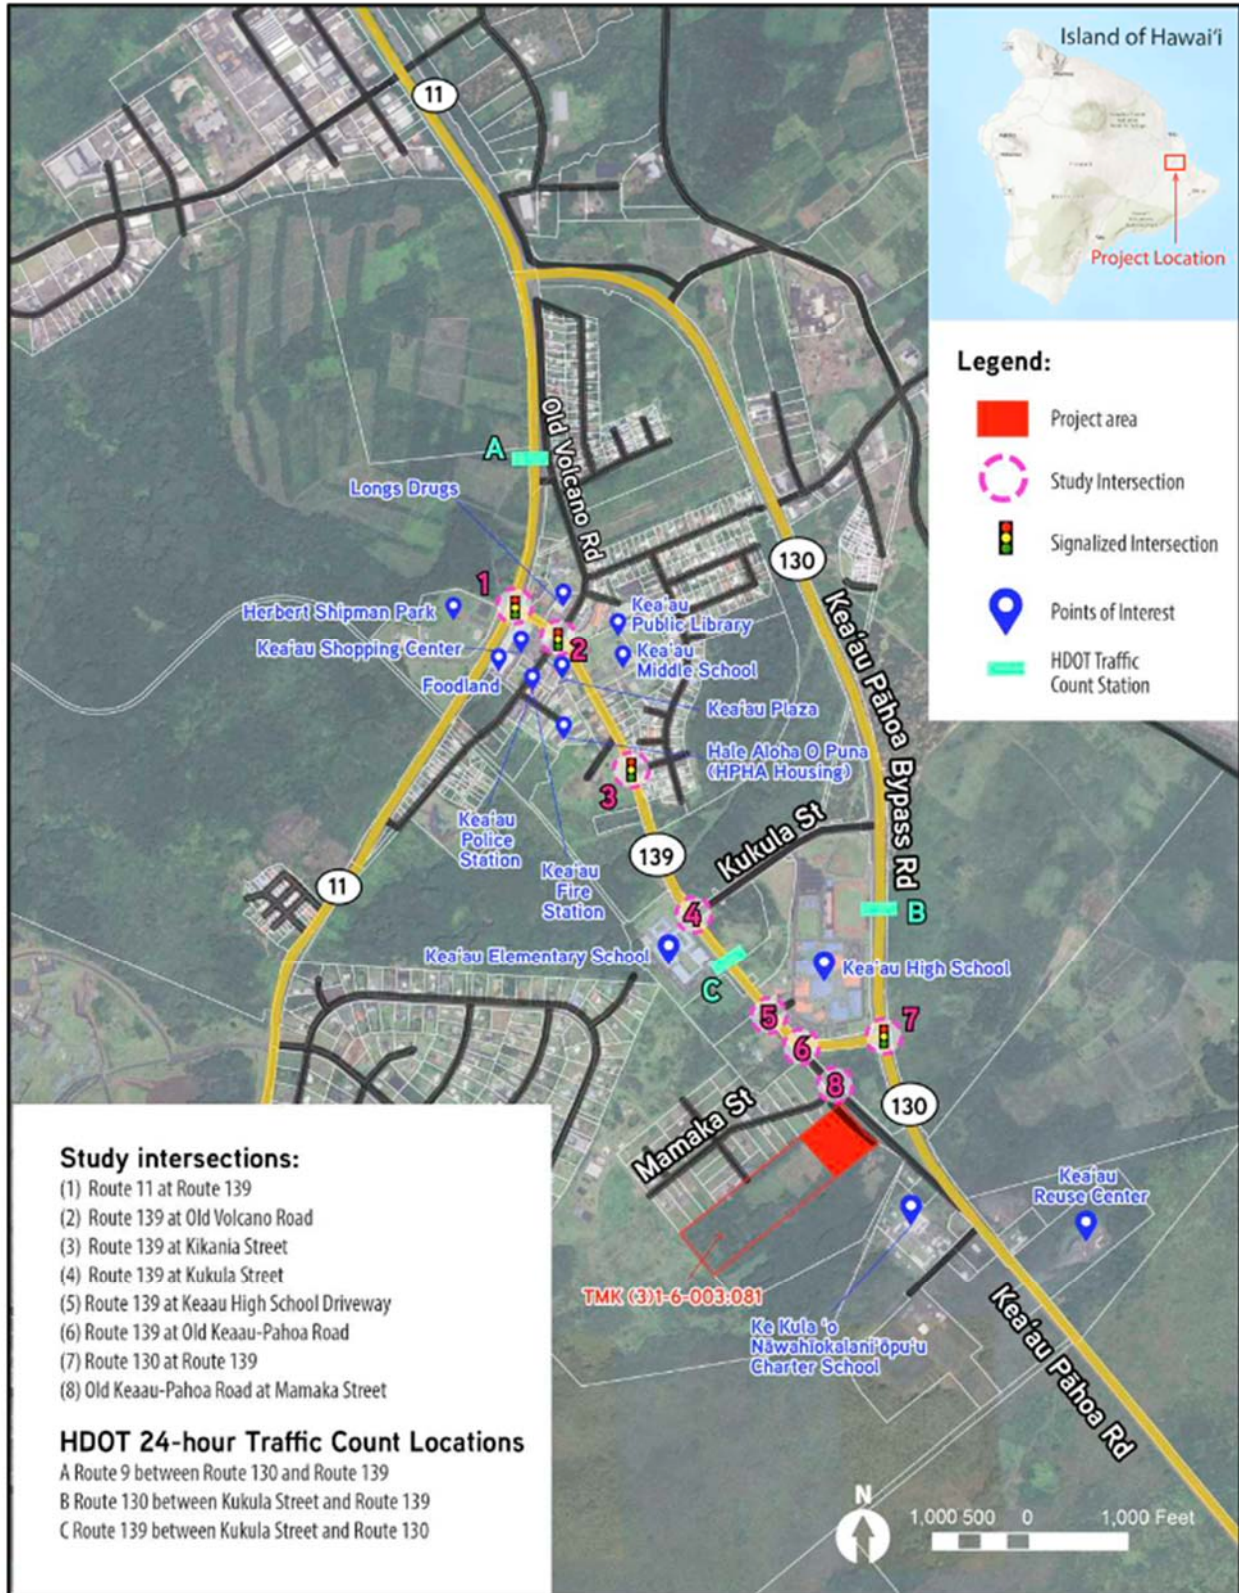 Island of Hawai'i
Project Location
Legend:
Project area
Study Intersection
Signalized Intersection
Points of Interest
HDOT Traffic
Count Station
11
A
Old Volcano Rd
Longs Drugs
130
1
Herbert Shipman Park
Kea'au
Public Library
Kea'au Shopping Center
2
Kea'au
Middle School
Foodland
Kea'au Plaza
Kea'au Pāhoa Bypass Rd
Hale Aloha O Puna
(HPHA Housing)
3
Kea'au
Police
Station
Kea'au
Fire
Station
139
Kukula St
11
4
B
Kea'au Elementary School
Kea'au High School
C
5
6
7
8
130
Mamaka St
Kea'au
Reuse Center
TMK (3)1-6-003:081
Ke Kula 'o
Nāwahīokalani'ōpu'u
Charter School
Kea'au Pāhoa Rd
Study intersections:
(1) Route 11 at Route 139
(2) Route 139 at Old Volcano Road
(3) Route 139 at Kikania Street
(4) Route 139 at Kukula Street
(5) Route 139 at Keaau High School Driveway
(6) Route 139 at Old Keaau-Pahoa Road
(7) Route 130 at Route 139
(8) Old Keaau-Pahoa Road at Mamaka Street
HDOT 24-hour Traffic Count Locations
A Route 9 between Route 130 and Route 139
B Route 130 between Kukula Street and Route 139
C Route 139 between Kukula Street and Route 130
N
1,000 500 0 1,000 Feet